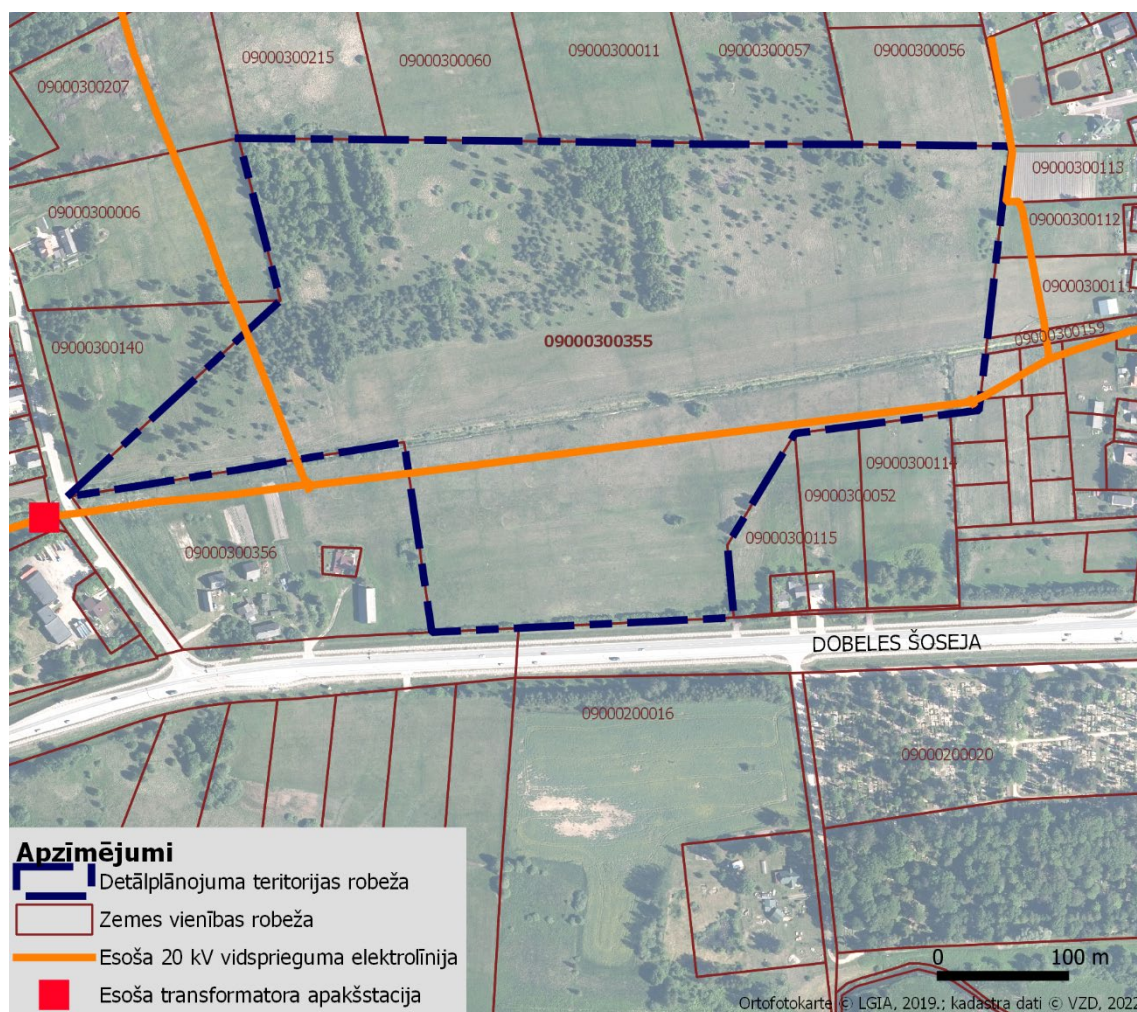 09000300215
09000300060
09000300011
09000300057
09000300056
09000300207
09000300113
09000300006
09000300112
09000300111
09000300159
09000300140
09000300355
09000300114
09000300052
09000300115
09000300356
DOBELES ŠOSEJA
09000200016
09000200020
Apzīmējumi
Detālplānojuma teritorijas robeža
Zemes vienības robeža
Esoša 20 kV vidsprieguma elektrolīnija
Esoša transformatora apakšstacija
0 100 m
Ortofotokarte © LGIA, 2019.; kadastra dati © VZD, 2022